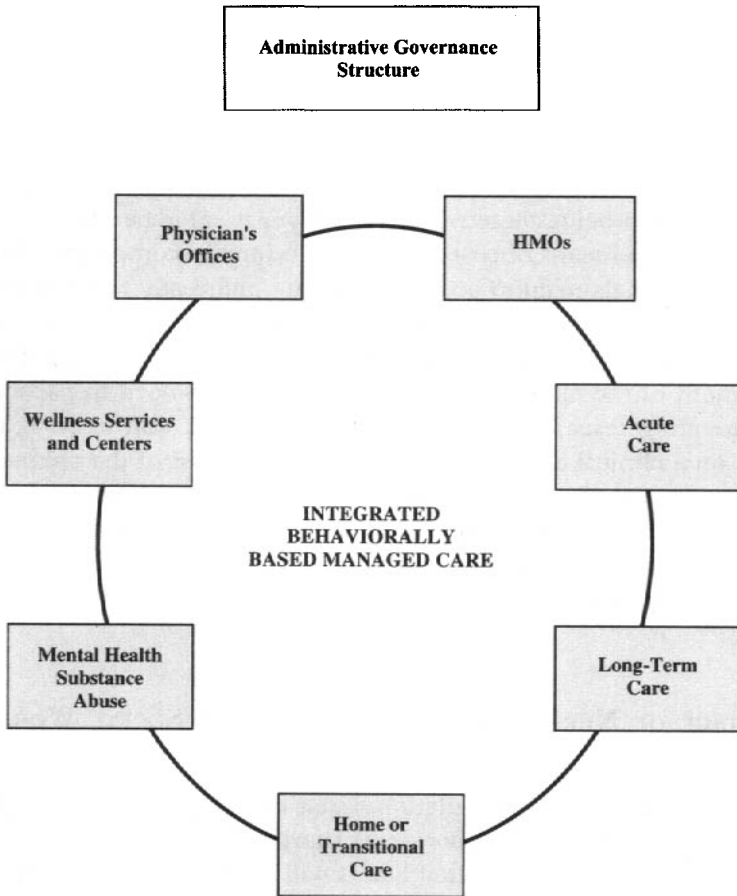 Administrative Governance
Structure
Physician's
Offices
HMOs
Wellness Services
and Centers
Acute
Care
INTEGRATED
BEHAVIORALLY
BASED MANAGED CARE
Mental Health
Substance
Abuse
Long-Term
Care
Home or
Transitional
Care